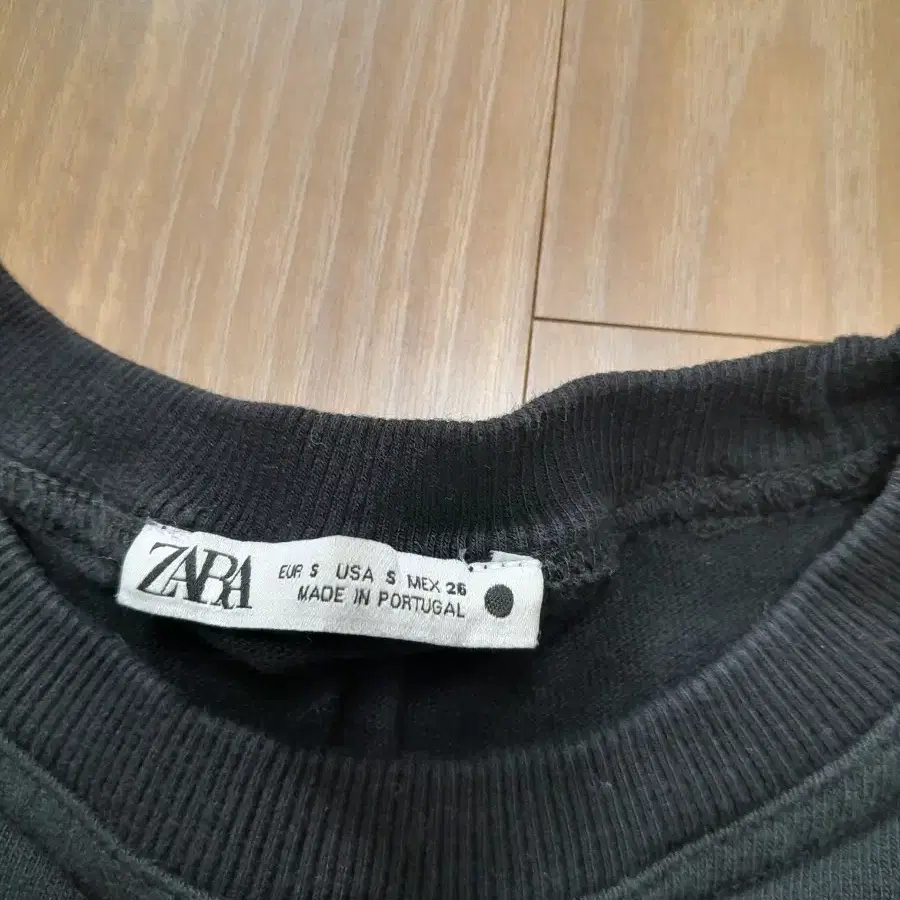 ZARA
EUR S USA S MEX 26
MADE IN PORTUGAL